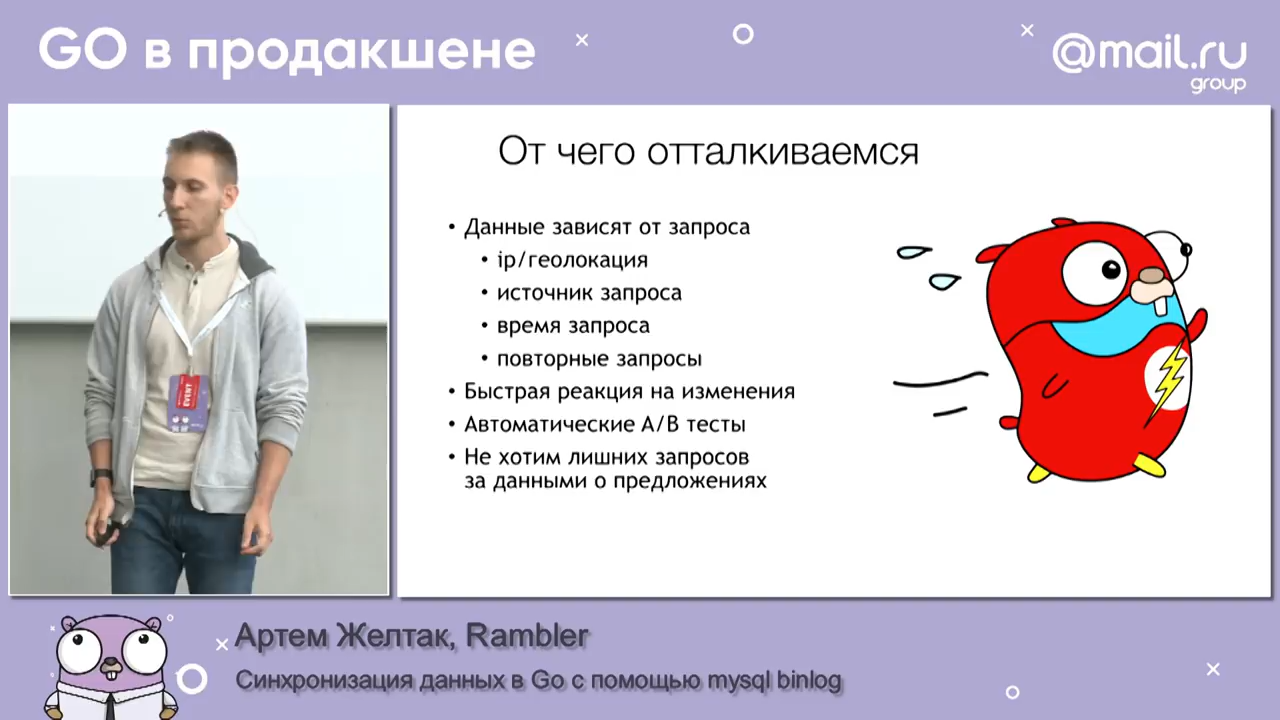 GO в продакшене
@mail.ru
group
От чего отталкиваемся
• Данные зависят от запроса
• ip/геолокация
• источник запроса
• время запроса
• повторные запросы
• Быстрая реакция на изменения
• Автоматические A/B тесты
• Не хотим лишних запросов
за данными о предложениях
EVENT
Артем Желтак, Rambler
Синхронизация данных в Go с помощью mysql binlog